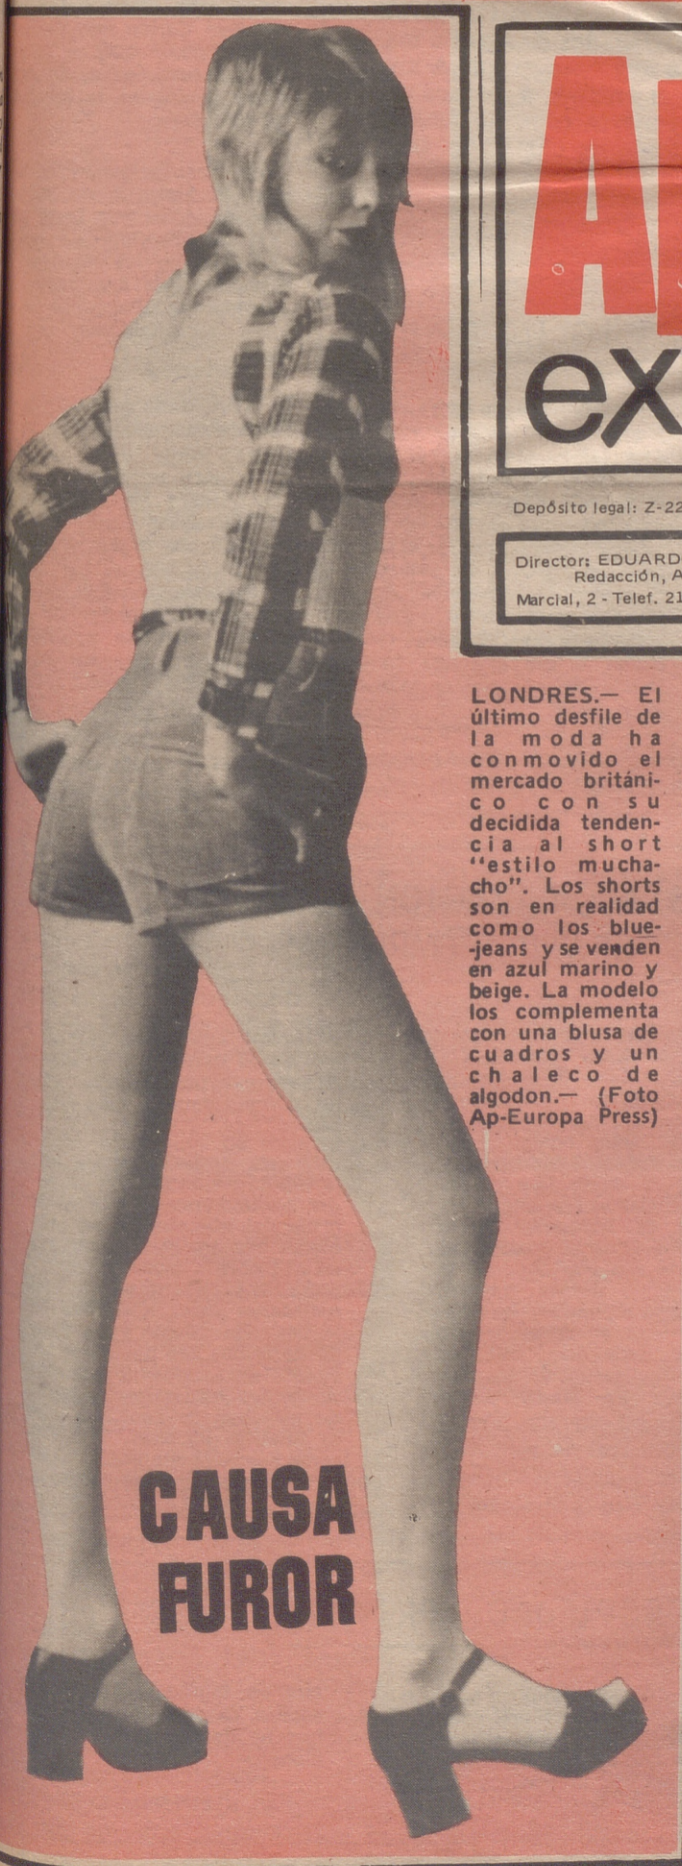 ex
Depósito legal: Z-22
Director: EDUARD
Redacción, A
Marcial, 2 - Telef. 21
LONDRES.— El
último desfile de
la moda ha
conmovido el
mercado británi-
co con su
decidida tenden-
cia al short
“estilo mucha-
cho”. Los shorts
son en realidad
como los blue-
-jeans y se venden
en azul marino y
beige. La modelo
los complementa
con una blusa de
cuadros y un
chaleco de
algodon.— (Foto
Ap-Europa Press)
CAUSA
FUROR